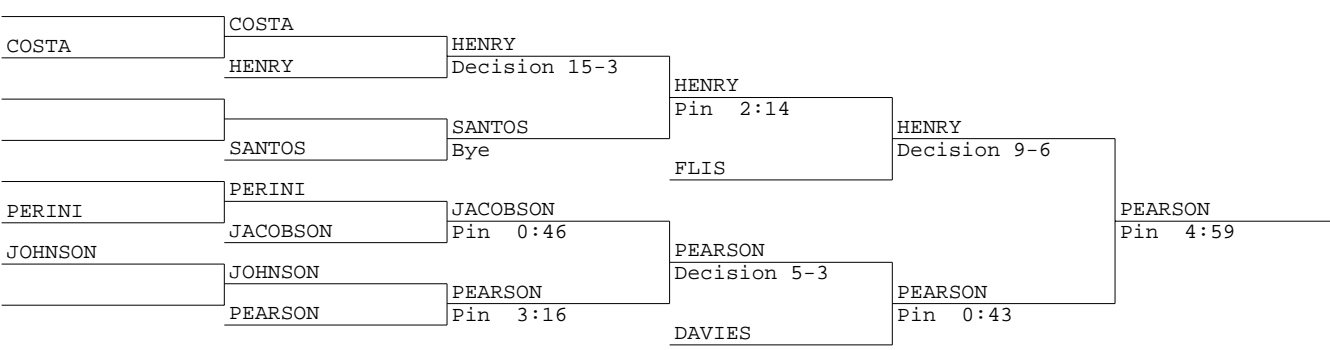 COSTA
COSTA
HENRY
HENRY
Decision 15-3
HENRY
Pin 2:14
SANTOS
SANTOS
Bye
HENRY
Decision 9-6
FLIS
PERINI
PERINI
JACOBSON
JACOBSON
Pin 0:46
PEARSON
Pin 4:59
JOHNSON
JOHNSON
PEARSON
Decision 5-3
PEARSON
PEARSON
Pin 3:16
PEARSON
Pin 0:43
DAVIES